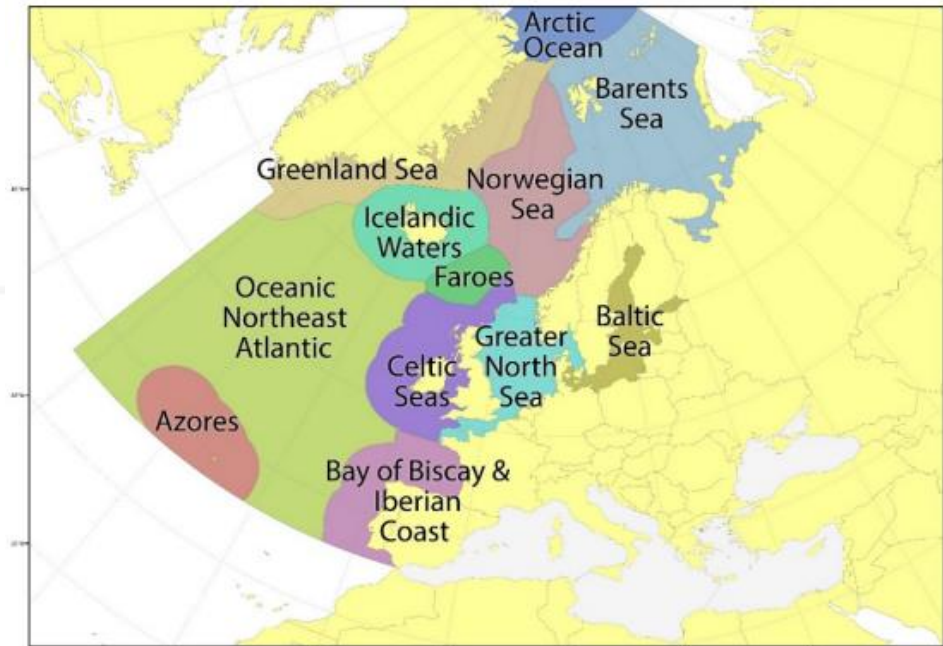 Arctic
Ocean
Barents
Sea
Greenland Sea
Norwegian
Sea
Icelandic
Waters
Faroes
Oceanic
Northeast
Atlantic
Celtic
Seas
Greater
North
Sea
Baltic
Sea
Azores
Bay of Biscay &
Iberian
Coast